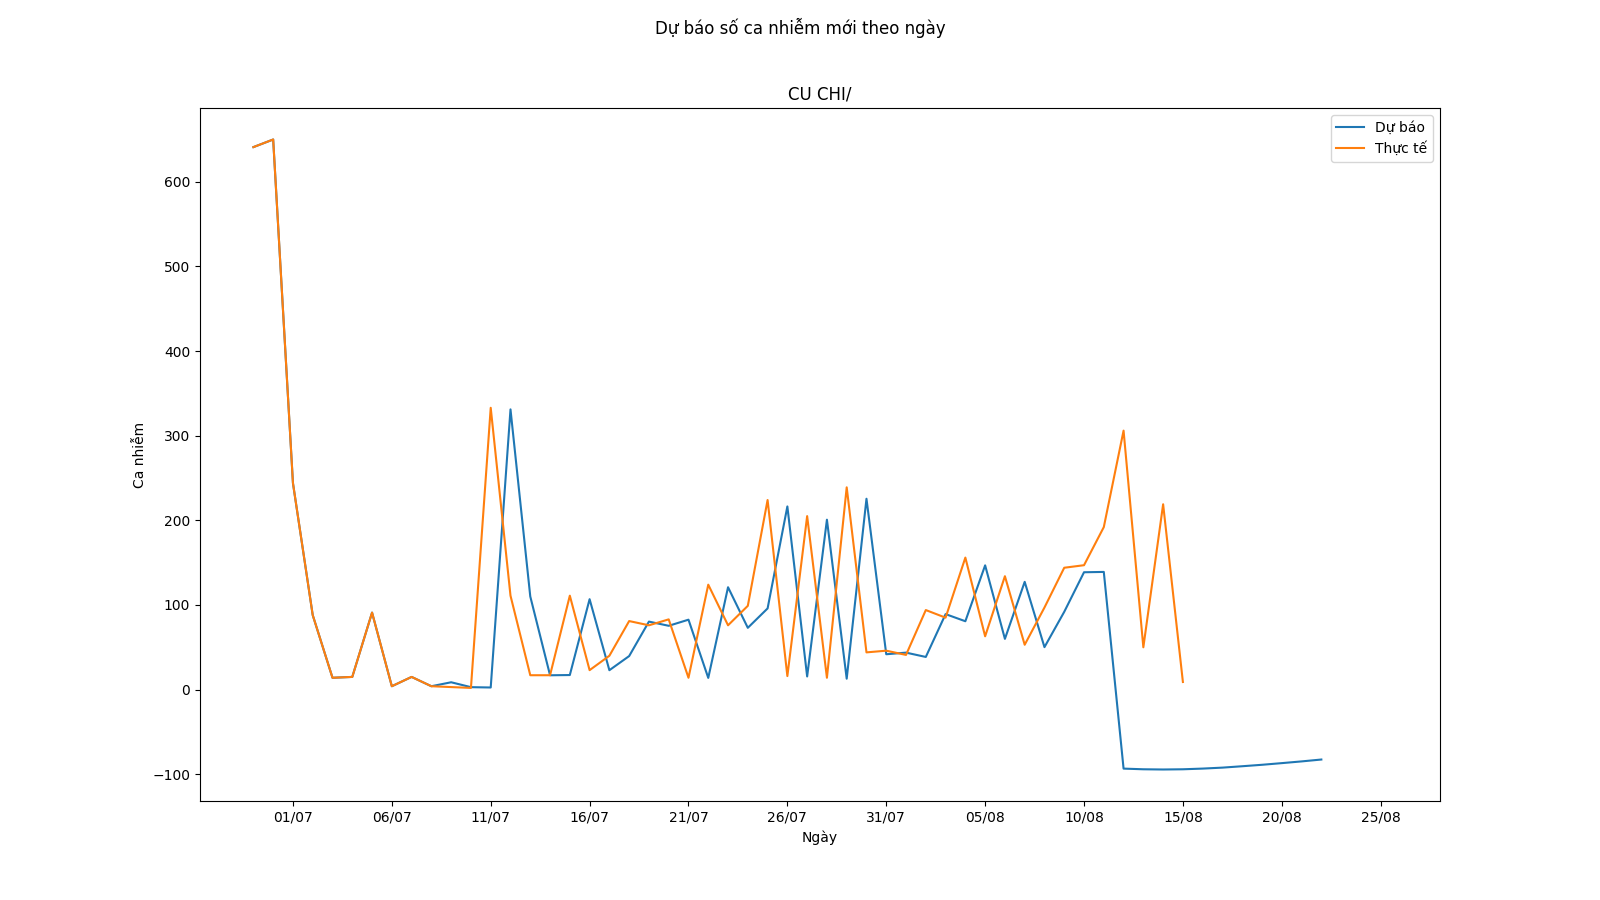 Dự báo số ca nhiễm mới theo ngày
CU CHI/
Dự báo
Thực tế
600
500
400
300
200
100
0
−100
Ca nhiễm
01/07 06/07 11/07 16/07 21/07 26/07 31/07 05/08 10/08 15/08 20/08 25/08
Ngày